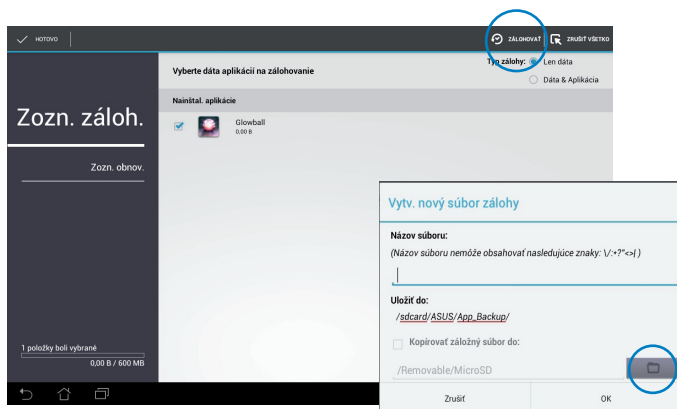 HOTOVO
ZÁLOHOVAŤ
ZRUŠIŤ VŠETKO
Vyberte dáta aplikácií na zálohovanie
Typ zálohy:
Len dáta
Dáta & Aplikácia
Nainštal. aplikácie
Zozn. záloh.
Glowball
0,00 B
Zozn. obnov.
Vytv. nový súbor zálohy
Názov súboru:
(Názov súboru nemôže obsahovať nasledujúce znaky: \/:*?"<>| )
Uložiť do:
/sdcard/ASUS/App_Backup/
Kopírovať záložný súbor do:
/Removable/MicroSD
1 položky boli vybrané
0,00 B / 600 MB
Zrušiť
OK